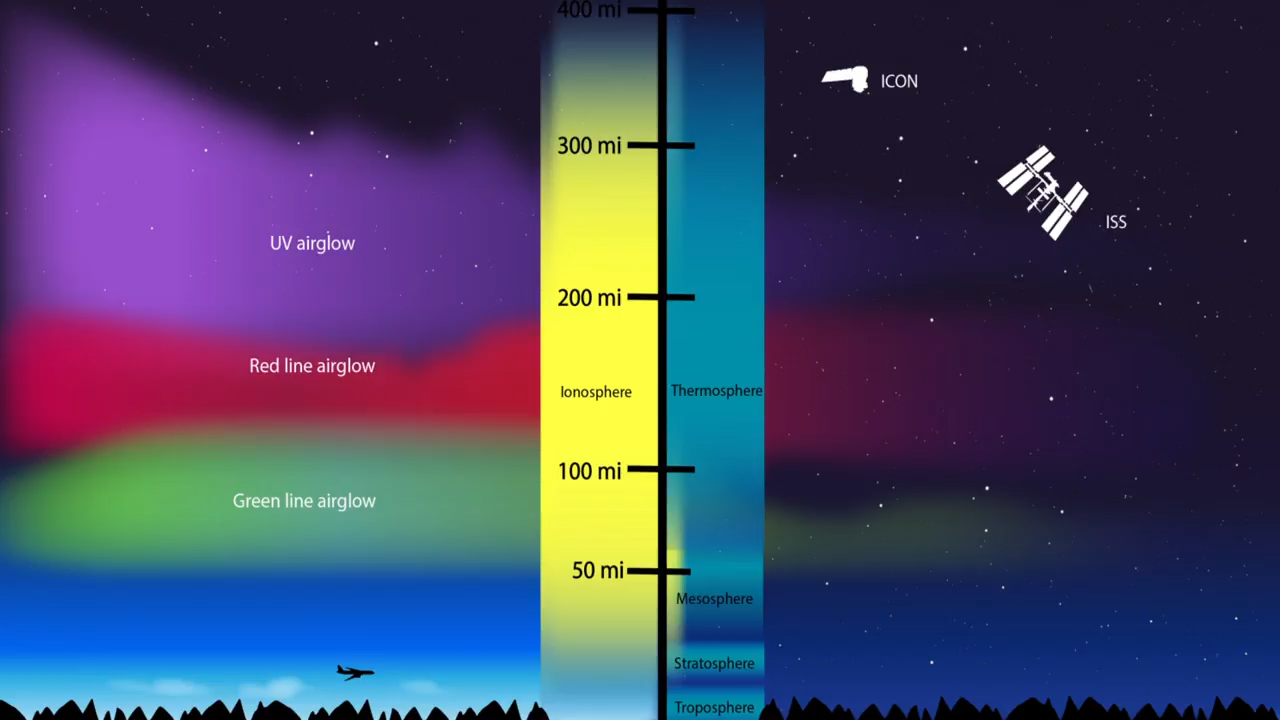 400 mi
ICON
300 mi
ISS
UV airglow
200 mi
Red line airglow
Ionosphere
Thermosphere
100 mi
Green line airglow
50 mi
Mesosphere
Stratosphere
Troposphere